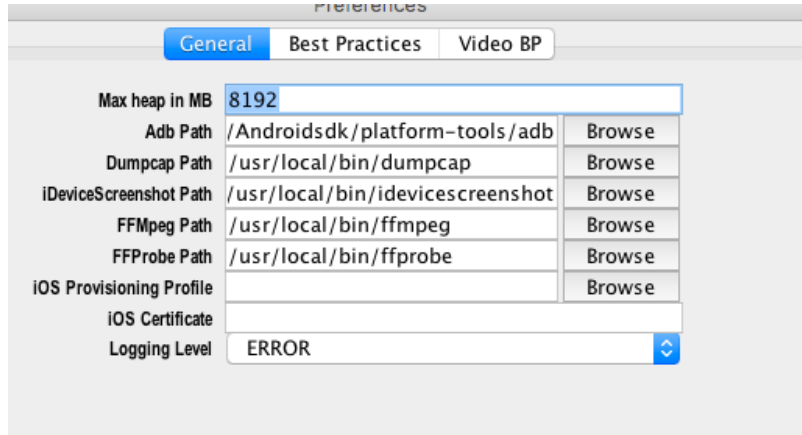 Preferences
General Best Practices Video BP
Max heap in MB 8192
Adb Path /Androidsdk/platform-tools/adb Browse
Dumpcap Path /usr/local/bin/dumpcap Browse
iDeviceScreenshot Path /usr/local/bin/idevicescreenshot Browse
FFMpeg Path /usr/local/bin/ffmpeg Browse
FFProbe Path /usr/local/bin/ffprobe Browse
iOS Provisioning Profile Browse
iOS Certificate
Logging Level ERROR